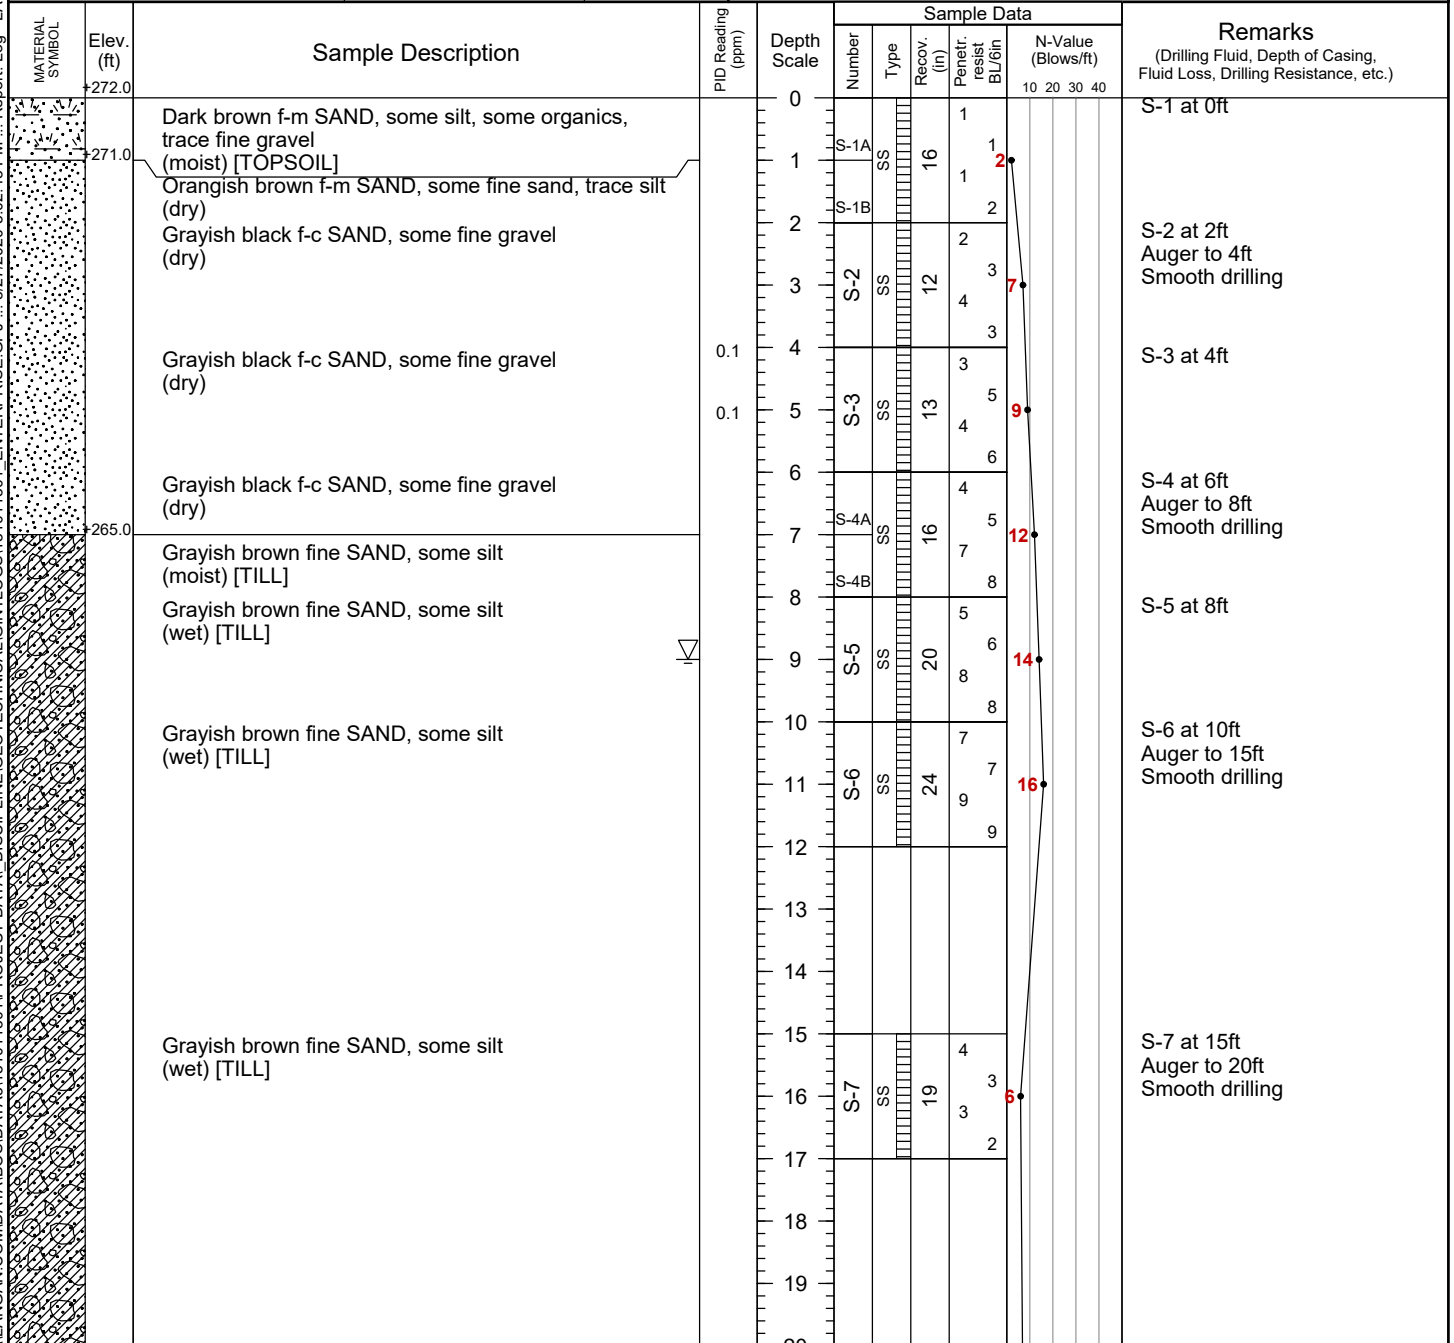 MATERIAL
SYMBOL
Elev.
(ft)
+272.0
Sample Description
PID Reading
(ppm)
Depth
Scale
Sample Data
Number
Type
Recov.
(in)
Penetr.
resist
BL/6in
N-Value
(Blows/ft)
10 20 30 40
Remarks
(Drilling Fluid, Depth of Casing,
Fluid Loss, Drilling Resistance, etc.)
0
Dark brown f-m SAND, some silt, some organics,
trace fine gravel
(moist) [TOPSOIL]
+271.0
S-1A
S-1B
SS
16
1
1
1
2
2
S-1 at 0ft
1
Orangish brown f-m SAND, some fine sand, trace silt
(dry)
2
Grayish black f-c SAND, some fine gravel
(dry)
S-2
SS
12
2
3
4
3
7
S-2 at 2ft
Auger to 4ft
Smooth drilling
3
4
Grayish black f-c SAND, some fine gravel
(dry)
0.1
0.1
S-3
SS
13
3
5
4
6
9
S-3 at 4ft
5
6
Grayish black f-c SAND, some fine gravel
(dry)
+265.0
S-4A
S-4B
SS
16
4
5
7
8
12
S-4 at 6ft
Auger to 8ft
Smooth drilling
7
Grayish brown fine SAND, some silt
(moist) [TILL]
8
Grayish brown fine SAND, some silt
(wet) [TILL]
S-5
SS
20
5
6
8
8
14
S-5 at 8ft
9
10
Grayish brown fine SAND, some silt
(wet) [TILL]
S-6
SS
24
7
7
9
9
16
S-6 at 10ft
Auger to 15ft
Smooth drilling
11
12
13
14
15
Grayish brown fine SAND, some silt
(wet) [TILL]
S-7
SS
19
4
3
3
2
6
S-7 at 15ft
Auger to 20ft
Smooth drilling
16
17
18
19